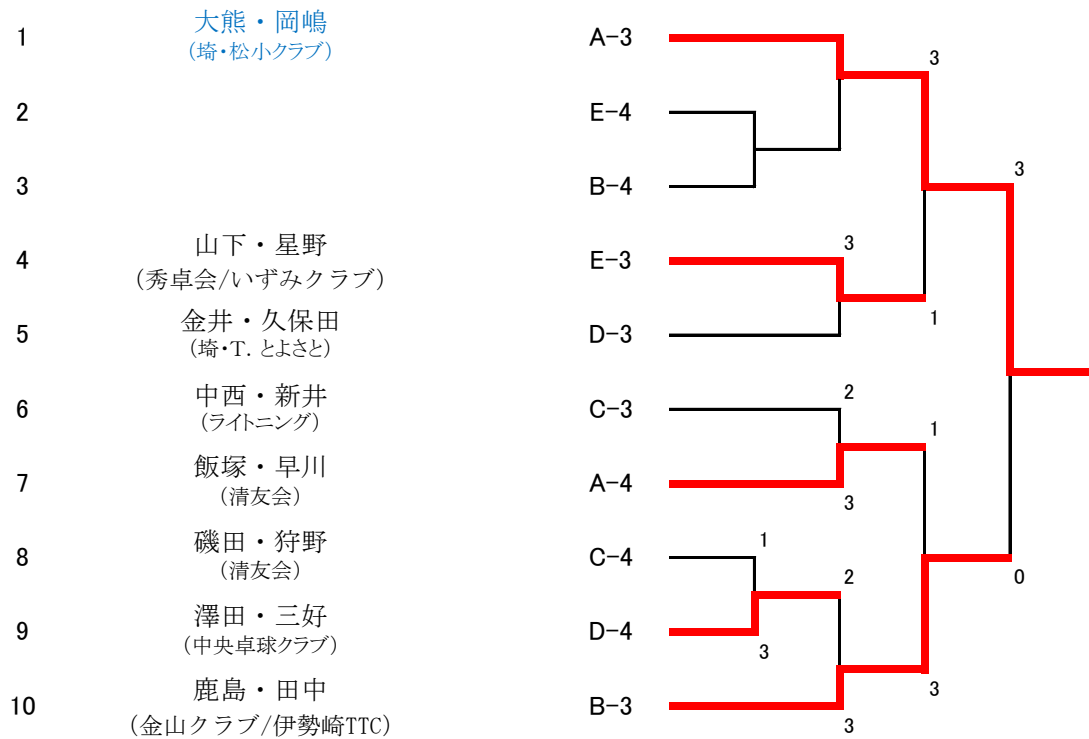 1 大熊・岡嶋 A-3
(埼・松小クラブ)
3
2 E-4
3 B-4
3
4 山下・星野 E-3
(秀卓会/いずみクラブ)
3
5 金井・久保田 D-3
(埼・T. とよさと)
1
6 中西・新井 C-3
(ライトニング)
2
1
7 飯塚・早川 A-4
(清友会)
3
8 磯田・狩野 C-4
(清友会)
1
2
0
9 澤田・三好 D-4
(中央卓球クラブ)
3
10 鹿島・田中 B-3
(金山クラブ/伊勢崎TTC)
3
3